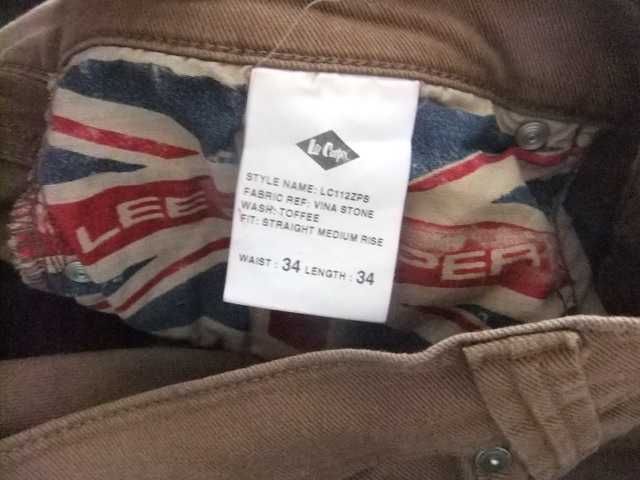 Lee Cooper
STYLE NAME: LC112ZPS
FABRIC REF: VINA STONE
WASH: TOFFEE
FIT: STRAIGHT MEDIUM RISE
WAIST : 34 LENGTH : 34
LEE
PER